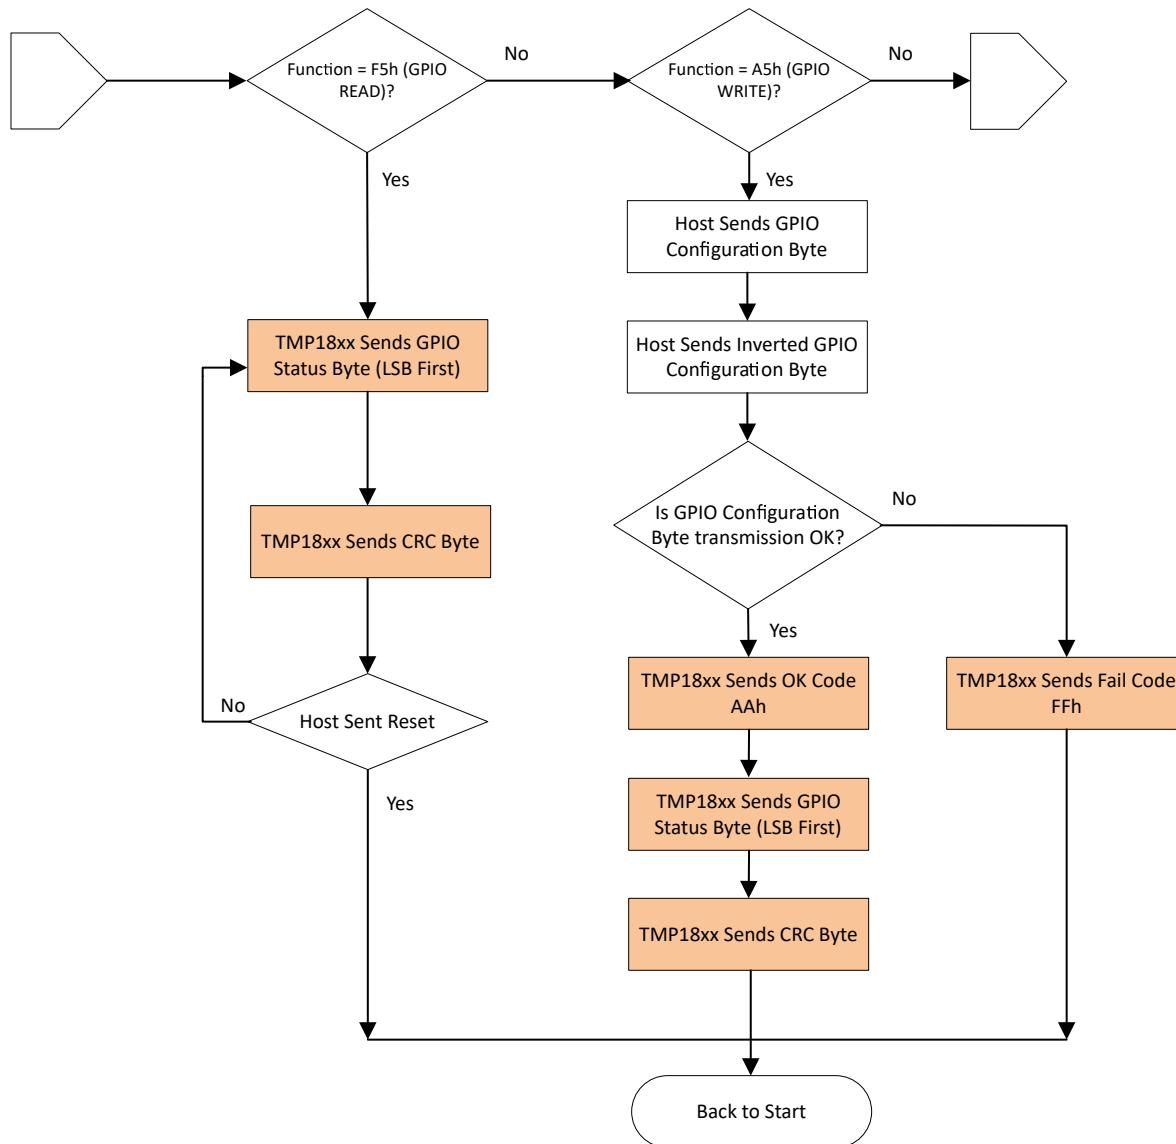 Function = F5h (GPIO
READ)?
No
Function = A5h (GPIO
WRITE)?
No
Yes
Yes
Host Sends GPIO
Configuration Byte
TMP18xx Sends GPIO
Status Byte (LSB First)
Host Sends Inverted GPIO
Configuration Byte
TMP18xx Sends CRC Byte
Is GPIO Configuration
Byte transmission OK?
No
Yes
No
Host Sent Reset
Yes
TMP18xx Sends OK Code
AAh
TMP18xx Sends Fail Code
FFh
TMP18xx Sends GPIO
Status Byte (LSB First)
TMP18xx Sends CRC Byte
Back to Start